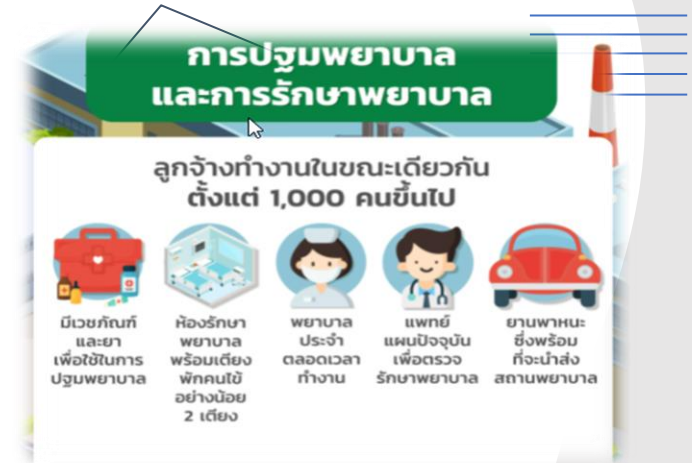 การปฐมพยาบาล
และการรักษาพยาบาล
ลูกจ้างทำงานในขณะเดียวกัน
ตั้งแต่ 1,000 คนขึ้นไป
มีเวชภัณฑ์
และยา
เพื่อใช้ในการ
ปฐมพยาบาล
ห้องรักษา
พยาบาล
พร้อมเตียง
พักคนไข้
อย่างน้อย
2 เตียง
พยาบาล
ประจำ
ตลอดเวลา
ทำงาน
แพทย์
แผนปัจจุบัน
เพื่อตรวจ
รักษาพยาบาล
ยานพาหนะ
ซึ่งพร้อม
ที่จะนำส่ง
สถานพยาบาล